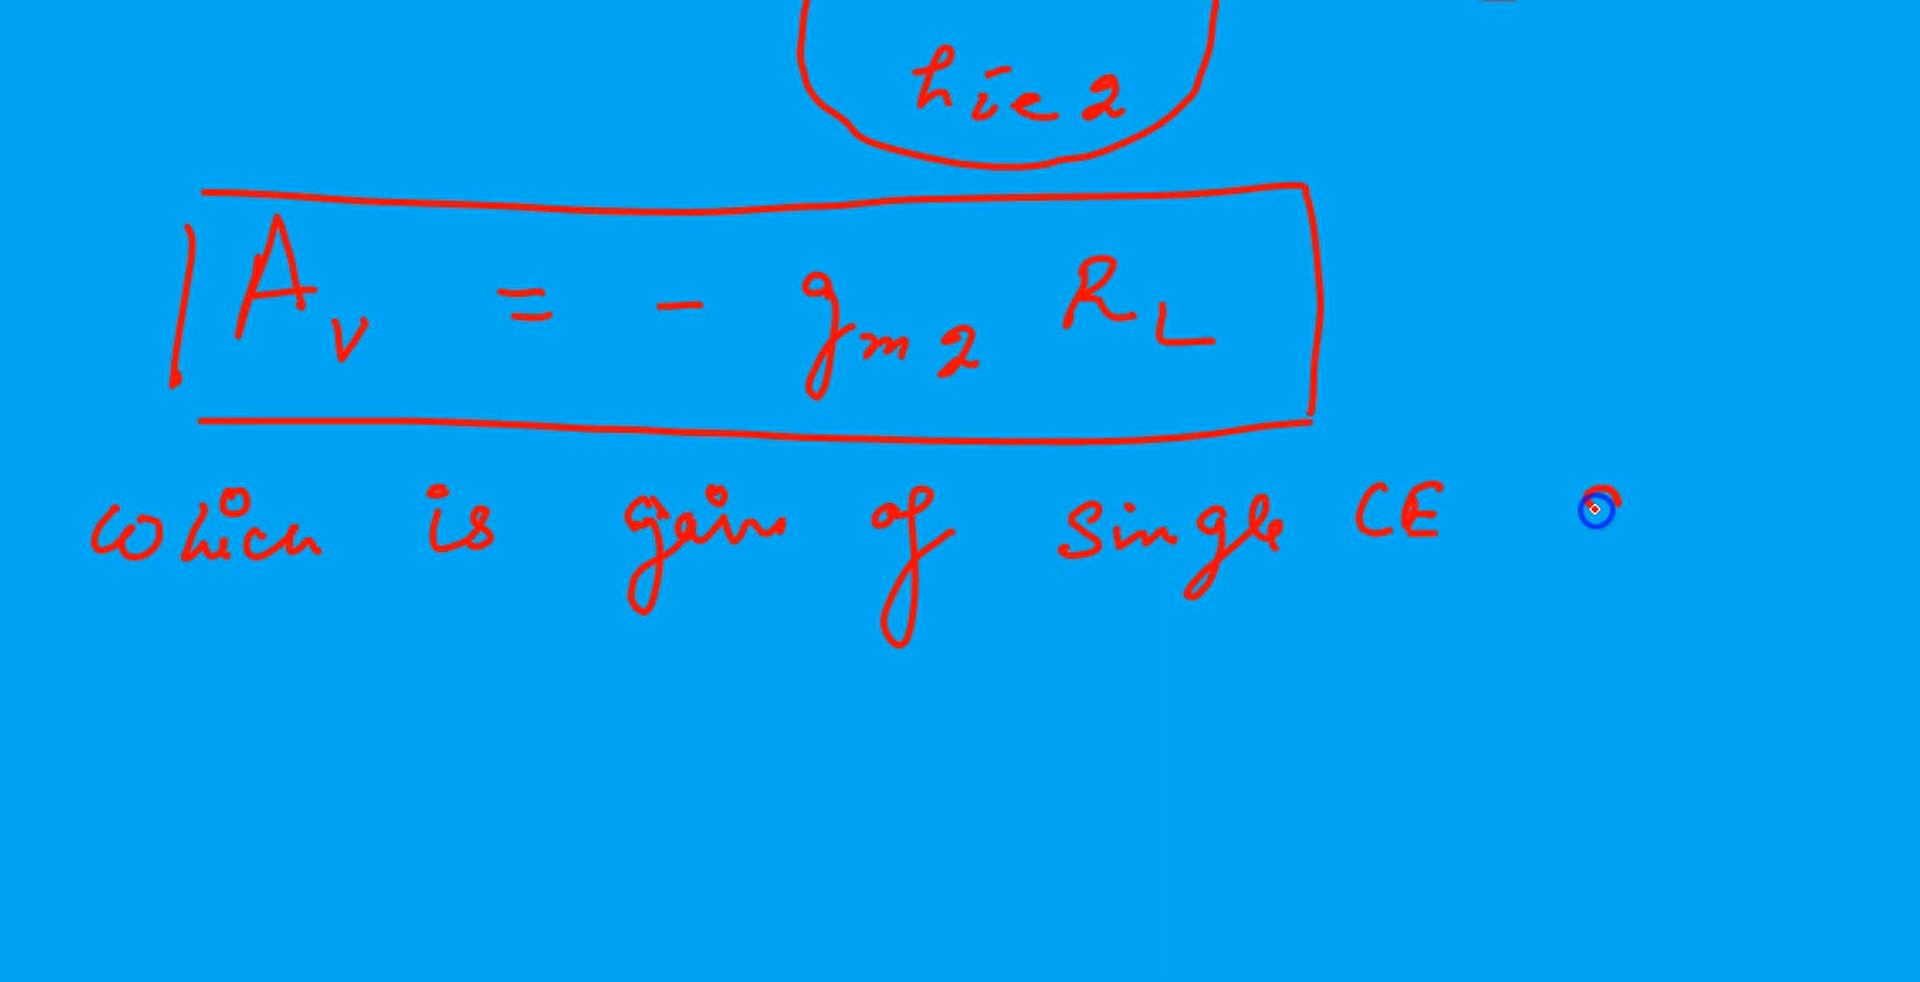 hie2
Av = - gm2 RL
which is gain of single CE